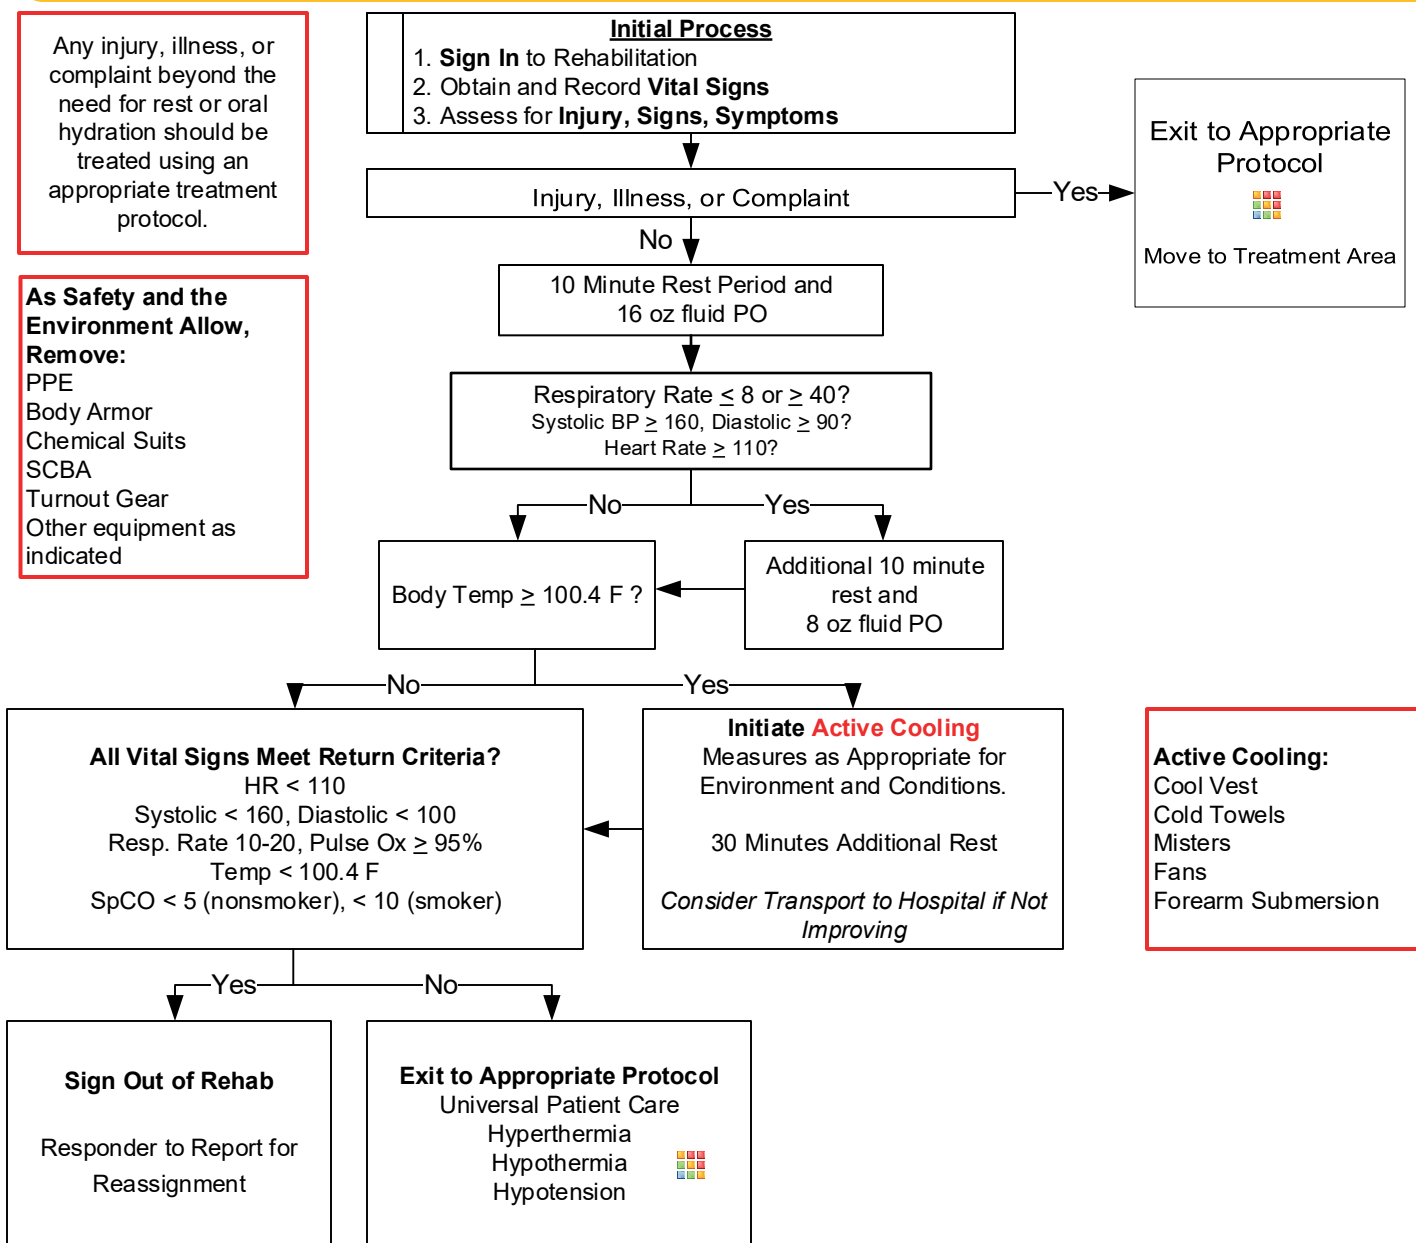 Any injury, illness, or
complaint beyond the
need for rest or oral
hydration should be
treated using an
appropriate treatment
protocol.
As Safety and the
Environment Allow,
Remove:
PPE
Body Armor
Chemical Suits
SCBA
Turnout Gear
Other equipment as
indicated
Initial Process
1. Sign In to Rehabilitation
2. Obtain and Record Vital Signs
3. Assess for Injury, Signs, Symptoms
Injury, Illness, or Complaint
Yes
Exit to Appropriate
Protocol
Move to Treatment Area
No
10 Minute Rest Period and
16 oz fluid PO
Respiratory Rate ≤ 8 or ≥ 40?
Systolic BP ≥ 160, Diastolic ≥ 90?
Heart Rate ≥ 110?
No
Yes
Body Temp ≥ 100.4 F ?
Additional 10 minute
rest and
8 oz fluid PO
No
Yes
All Vital Signs Meet Return Criteria?
HR < 110
Systolic < 160, Diastolic < 100
Resp. Rate 10-20, Pulse Ox ≥ 95%
Temp < 100.4 F
SpCO < 5 (nonsmoker), < 10 (smoker)
Initiate Active Cooling
Measures as Appropriate for
Environment and Conditions.
30 Minutes Additional Rest
Consider Transport to Hospital if Not
Improving
Active Cooling:
Cool Vest
Cold Towels
Misters
Fans
Forearm Submersion
Yes
No
Sign Out of Rehab
Responder to Report for
Reassignment
Exit to Appropriate Protocol
Universal Patient Care
Hyperthermia
Hypothermia
Hypotension